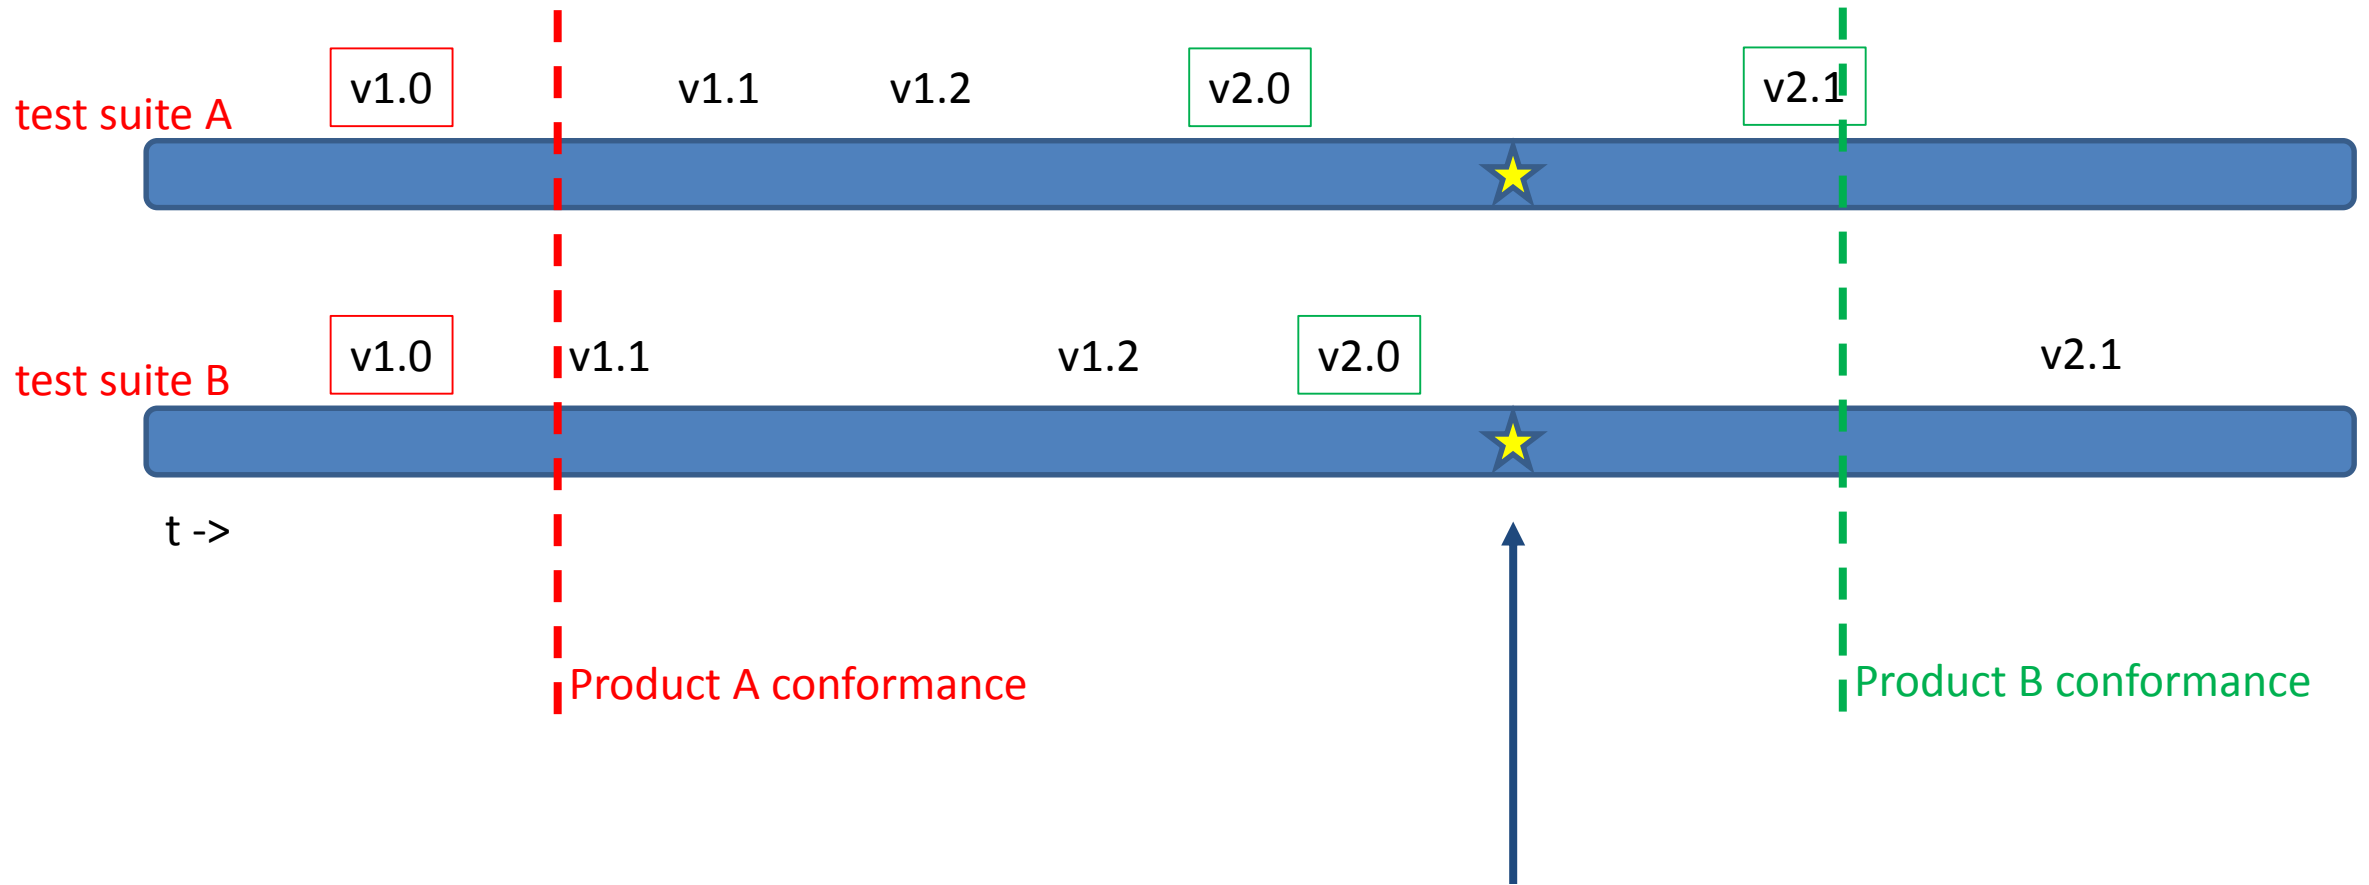 v1.0 v1.1 v1.2 v2.0 v2.1
test suite A
v1.0 v1.1 v1.2 v2.0 v2.1
test suite B
t ->
Product A conformance
Product B conformance